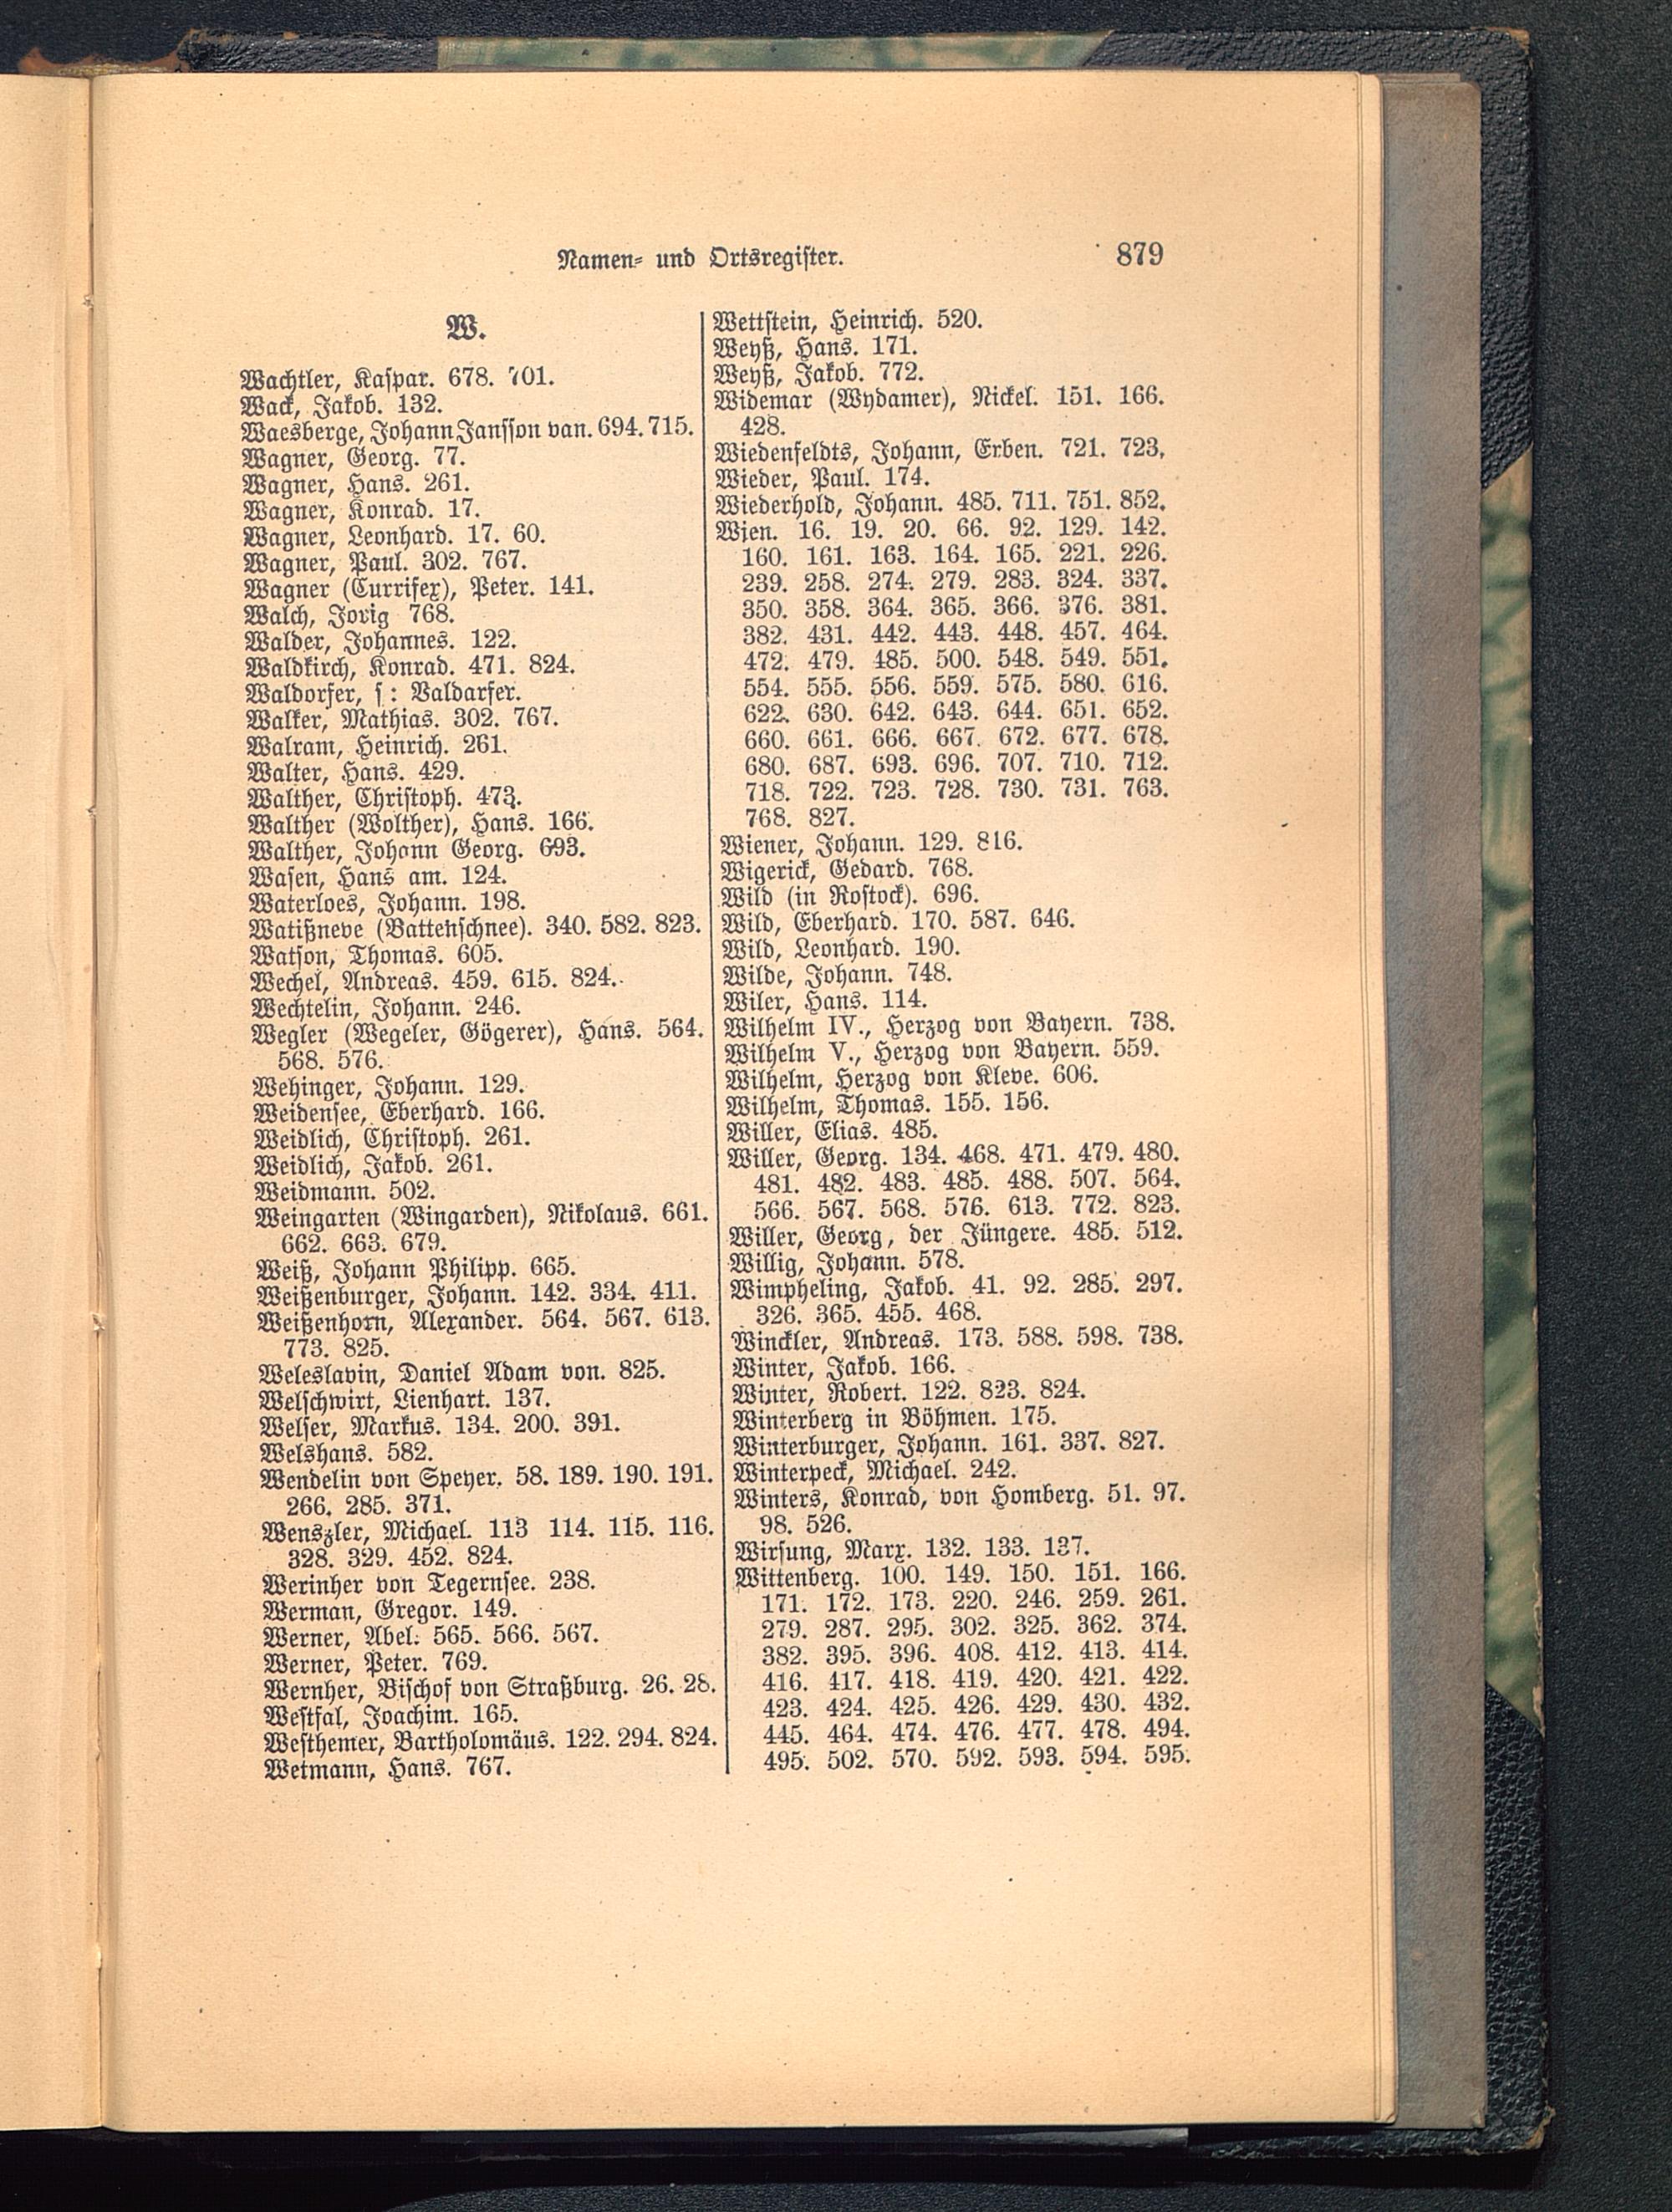 Namen- und Ortsregister. 879
W.
Wachtler, Kaspar. 678. 701.
Wack, Jakob. 132.
Waesberge, Johann Jansson van. 694. 715.
Wagner, Georg. 77.
Wagner, Hans. 261.
Wagner, Konrad. 17.
Wagner, Leonhard. 17. 60.
Wagner, Paul. 302. 767.
Wagner (Currifex), Peter. 141.
Walch, Jorig 768.
Walder, Johannes. 122.
Waldkirch, Konrad. 471. 824.
Waldorfer, s: Valdarfer.
Walker, Mathias. 302. 767.
Walram, Heinrich. 261.
Walter, Hans. 429.
Walther, Christoph. 473.
Walther (Wolther), Hans. 166.
Walther, Johann Georg. 693.
Wasen, Hans am. 124.
Waterloes, Johann. 198.
Watißneve (Battenschnee). 340. 582. 823.
Watson, Thomas. 605.
Wechel, Andreas. 459. 615. 824.
Wechtelin, Johann. 246.
Wegler (Wegeler, Gögerer), Hans. 564.
568. 576.
Wehinger, Johann. 129.
Weidensee, Eberhard. 166.
Weidlich, Christoph. 261.
Weidlich, Jakob. 261.
Weidmann. 502.
Weingarten (Wingarden), Nikolaus. 661.
662. 663. 679.
Weiß, Johann Philipp. 665.
Weißenburger, Johann. 142. 334. 411.
Weißenhorn, Alexander. 564. 567. 613.
773. 825.
Weleslavin, Daniel Adam von. 825.
Welschwirt, Lienhart. 137.
Welser, Markus. 134. 200. 391.
Welshans. 582.
Wendelin von Speyer. 58. 189. 190. 191.
266. 285. 371.
Wenszler, Michael. 113 114. 115. 116.
328. 329. 452. 824.
Werinher von Tegernsee. 238.
Werman, Gregor. 149.
Werner, Abel. 565. 566. 567.
Werner, Peter. 769.
Wernher, Bischof von Straßburg. 26. 28.
Westfal, Joachim. 165.
Westhemer, Bartholomäus. 122. 294. 824.
Wetmann, Hans. 767.
Wettstein, Heinrich. 520.
Weyß, Hans. 171.
Weyß, Jakob. 772.
Widemar (Wydamer), Nickel. 151. 166.
428.
Wiedenfeldts, Johann, Erben. 721. 723.
Wieder, Paul. 174.
Wiederhold, Johann. 485. 711. 751. 852.
Wien. 16. 19. 20. 66. 92. 129. 142.
160. 161. 163. 164. 165. 221. 226.
239. 258. 274. 279. 283. 324. 337.
350. 358. 364. 365. 366. 376. 381.
382. 431. 442. 443. 448. 457. 464.
472. 479. 485. 500. 548. 549. 551.
554. 555. 556. 559. 575. 580. 616.
622. 630. 642. 643. 644. 651. 652.
660. 661. 666. 667. 672. 677. 678.
680. 687. 693. 696. 707. 710. 712.
718. 722. 723. 728. 730. 731. 763.
768. 827.
Wiener, Johann. 129. 816.
Wigerick, Gedard. 768.
Wild (in Rostock). 696.
Wild, Eberhard. 170. 587. 646.
Wild, Leonhard. 190.
Wilde, Johann. 748.
Wiler, Hans. 114.
Wilhelm IV., Herzog von Bayern. 738.
Wilhelm V., Herzog von Bayern. 559.
Wilhelm, Herzog von Kleve. 606.
Wilhelm, Thomas. 155. 156.
Willer, Elias. 485.
Willer, Georg. 134. 468. 471. 479. 480.
481. 482. 483. 485. 488. 507. 564.
566. 567. 568. 576. 613. 772. 823.
Willer, Georg, der Jüngere. 485. 512.
Willig, Johann. 578.
Wimpheling, Jakob. 41. 92. 285. 297.
326. 365. 455. 468.
Winckler, Andreas. 173. 588. 598. 738.
Winter, Jakob. 166.
Winter, Robert. 122. 823. 824.
Winterberg in Böhmen. 175.
Winterburger, Johann. 161. 337. 827.
Winterpeck, Michael. 242.
Winters, Konrad, von Homberg. 51. 97.
98. 526.
Wirsung, Marx. 132. 133. 137.
Wittenberg. 100. 149. 150. 151. 166.
171. 172. 173. 220. 246. 259. 261.
279. 287. 295. 302. 325. 362. 374.
382. 395. 396. 408. 412. 413. 414.
416. 417. 418. 419. 420. 421. 422.
423. 424. 425. 426. 429. 430. 432.
445. 464. 474. 476. 477. 478. 494.
495. 502. 570. 592. 593. 594. 595.